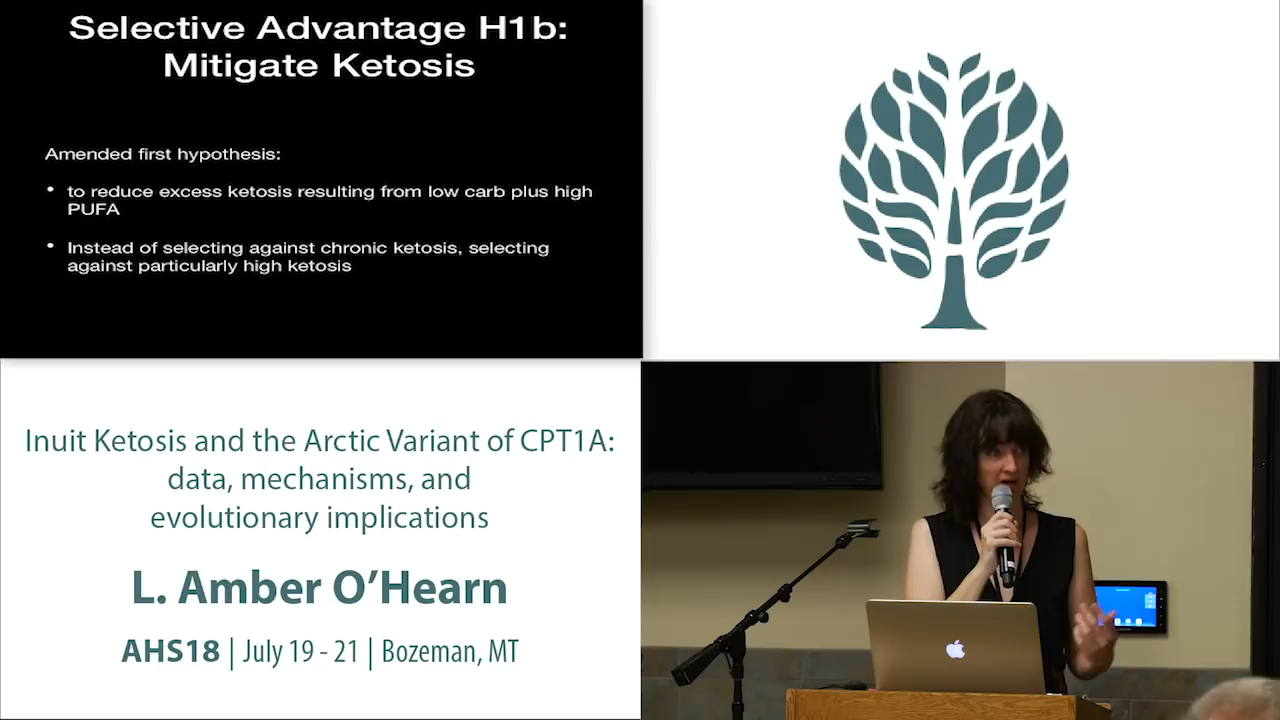 Selective Advantage H1b:
Mitigate Ketosis
Amended first hypothesis:
• to reduce excess ketosis resulting from low carb plus high
PUFA
• Instead of selecting against chronic ketosis, selecting
against particularly high ketosis
Inuit Ketosis and the Arctic Variant of CPT1A:
data, mechanisms, and
evolutionary implications
L. Amber O’Hearn
AHS18 | July 19 - 21 | Bozeman, MT